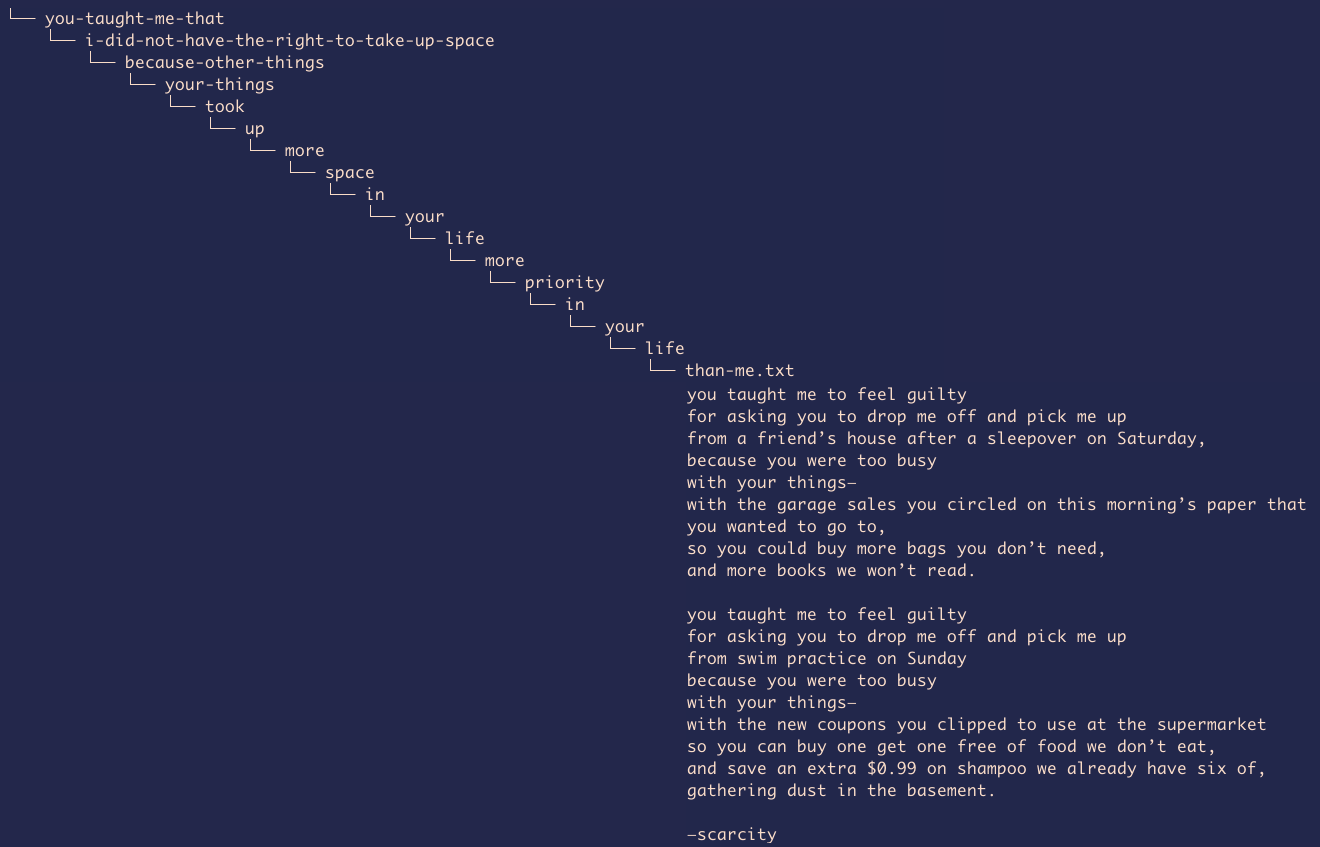 └── you-taught-me-that
└── i-did-not-have-the-right-to-take-up-space
└── because-other-things
└── your-things
└── took
└── up
└── more
└── space
└── in
└── your
└── life
└── more
└── priority
└── in
└── your
└── life
└── than-me.txt
you taught me to feel guilty
for asking you to drop me off and pick me up
from a friend’s house after a sleepover on Saturday,
because you were too busy
with your things—
with the garage sales you circled on this morning’s paper that
you wanted to go to,
so you could buy more bags you don’t need,
and more books we won’t read.

you taught me to feel guilty
for asking you to drop me off and pick me up
from swim practice on Sunday
because you were too busy
with your things—
with the new coupons you clipped to use at the supermarket
so you can buy one get one free of food we don’t eat,
and save an extra $0.99 on shampoo we already have six of,
gathering dust in the basement.

—scarcity